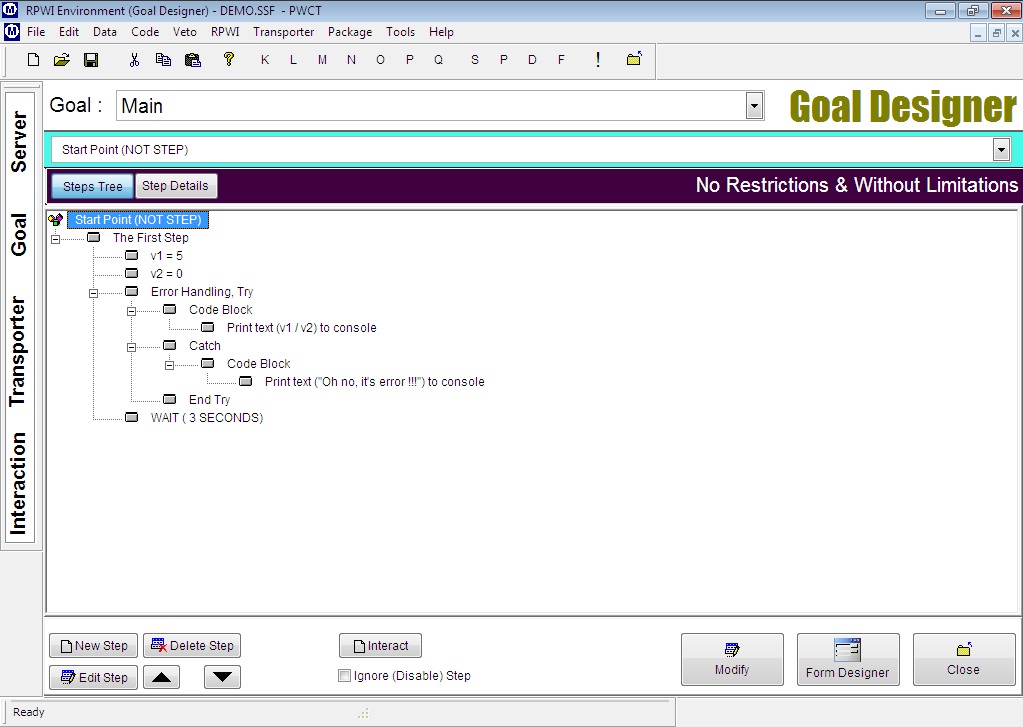 RPWI Environment (Goal Designer) - DEMO.SSF - PWCT
File Edit Data Code Veto RPWI Transporter Package Tools Help
K L M N O P Q S P D F !
Goal : Main
Goal Designer
Start Point (NOT STEP)
Steps Tree Step Details No Restrictions & Without Limitations
Server
Goal
Transporter
Interaction
Start Point (NOT STEP)
The First Step
v1 = 5
v2 = 0
Error Handling, Try
Code Block
Print text (v1 / v2) to console
Catch
Code Block
Print text ("Oh no, it's error !!!") to console
End Try
WAIT ( 3 SECONDS)
New Step Delete Step Interact
Edit Step Ignore (Disable) Step
Modify Form Designer Close
Ready